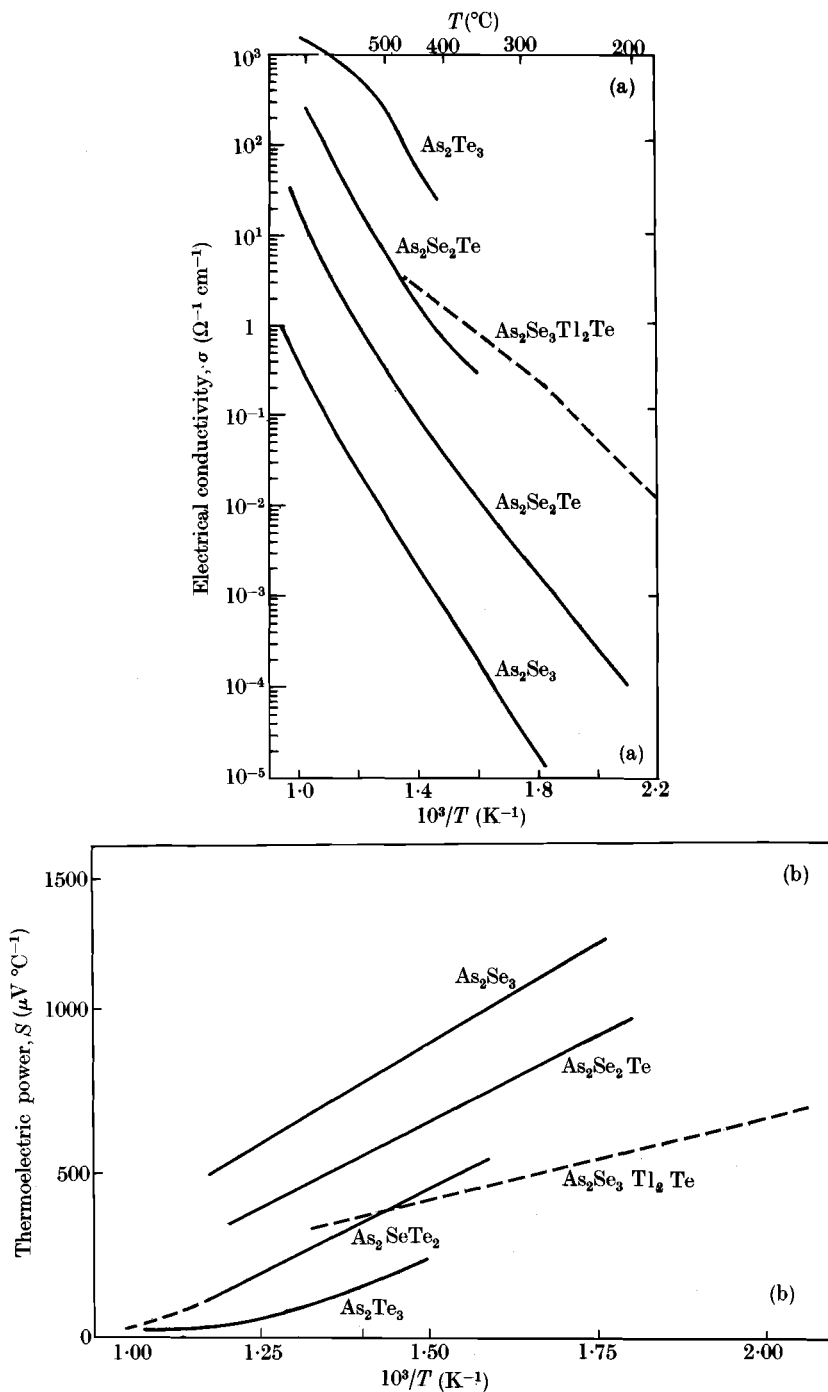 T(°C)
500 400 300 200
(a)
10³
10²
10¹
1
10⁻¹
10⁻²
10⁻³
10⁻⁴
10⁻⁵
Electrical conductivity, σ (Ω⁻¹ cm⁻¹)
As₂Te₃
As₂Se₂Te
As₂Se₃Tl₂Te
As₂Se₂Te
As₂Se₃
(a)
1·0 1·4 1·8 2·2
10³/T (K⁻¹)
(b)
1500
1000
500
0
Thermoelectric power, S (μV °C⁻¹)
As₂Se₃
As₂Se₂ Te
As₂Se₃ Tl₂ Te
As₂ SeTe₂
As₂Te₃
(b)
1·00 1·25 1·50 1·75 2·00
10³/T (K⁻¹)